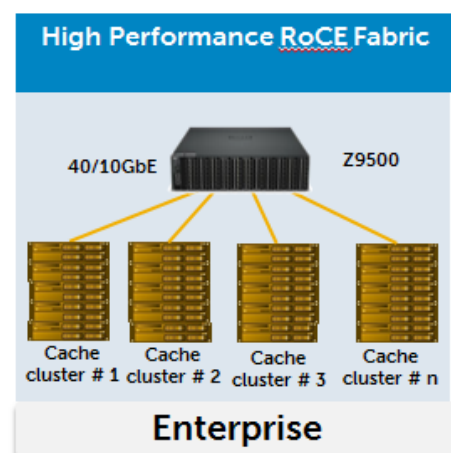 High Performance RoCE Fabric
40/10GbE
Z9500
Cache cluster # 1
Cache cluster # 2
Cache cluster # 3
Cache cluster # n
Enterprise